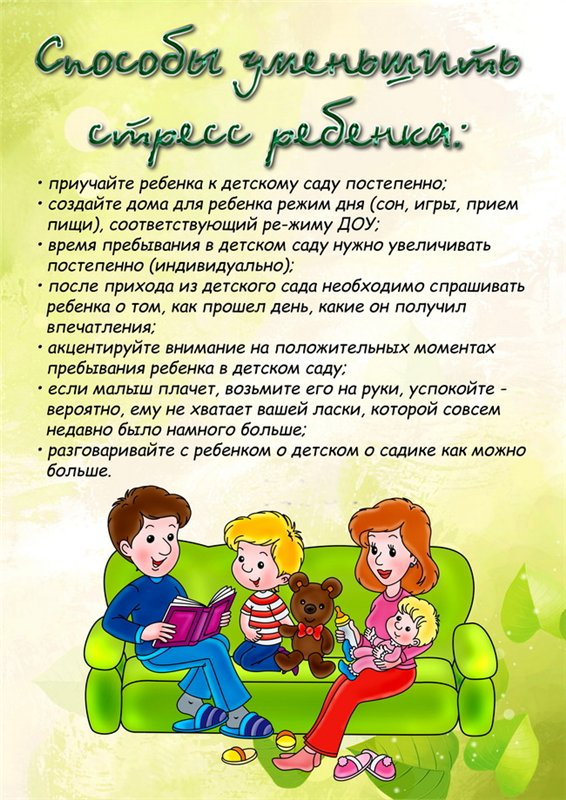 Способы уменьшить
стресс ребенка:
• приучайте ребенка к детскому саду постепенно;
• создайте дома для ребенка режим дня (сон, игры, прием
пищи), соответствующий ре-жиму ДОУ;
• время пребывания в детском саду нужно увеличивать
постепенно (индивидуально);
• после прихода из детского сада необходимо спрашивать
ребенка о том, как прошел день, какие он получил
впечатления;
• акцентируйте внимание на положительных моментах
пребывания ребенка в детском саду;
• если малыш плачет, возьмите его на руки, успокойте -
вероятно, ему не хватает вашей ласки, которой совсем
недавно было намного больше;
• разговаривайте с ребенком о детском о садике как можно
больше.